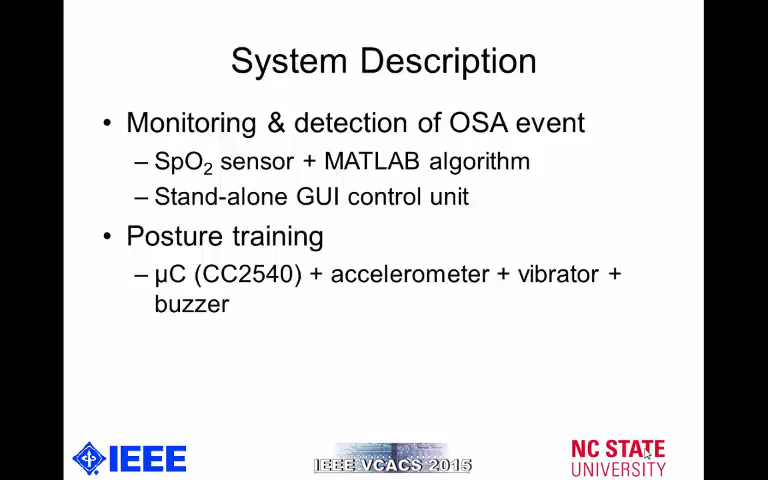 System Description
• Monitoring & detection of OSA event
– SpO₂ sensor + MATLAB algorithm
– Stand-alone GUI control unit
• Posture training
– µC (CC2540) + accelerometer + vibrator +
buzzer
IEEE
IEEE VCACS 2015
NC STATE
UNIVERSITY